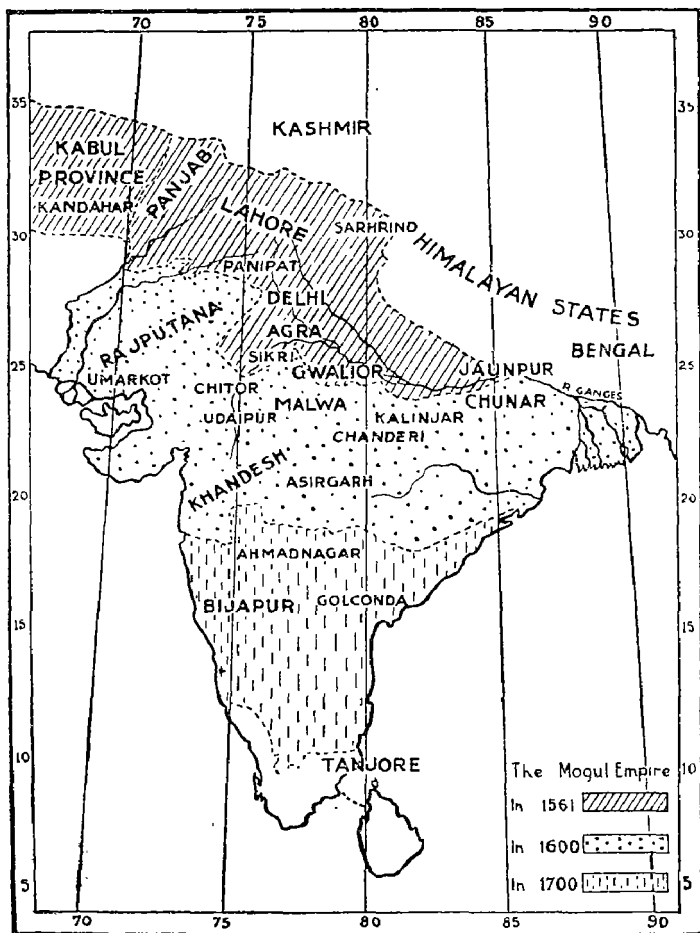 70 75 80 85 90
35 35
KASHMIR
KABUL
PROVINCE
KANDAHAR
PANJAB
LAHORE
SARHRIND
30 30
HIMALAYAN STATES
PANIPAT
DELHI
RAJPUTANA
AGRA
BENGAL
SIKRI
25 25
GWALIOR
JAUNPUR
UMARKOT
CHITOR
R. GANGES
MALWA
CHUNAR
UDAIPUR
KALINJAR
CHANDERI
KHANDESH
ASIRGARH
20 20
AHMADNAGAR
BIJAPUR
GOLCONDA
15 15
10 10
TANJORE
The Mogul Empire
In 1561
In 1600
In 1700
5 5
70 75 80 85 90